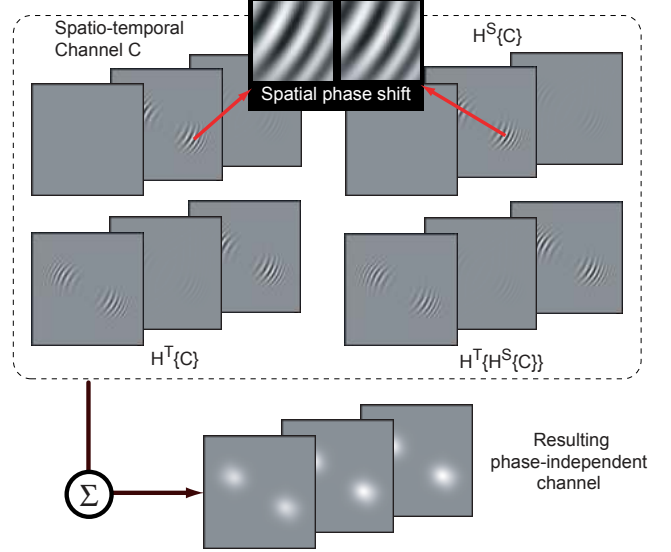 Spatio-temporal
Channel C
H^S{C}
Spatial phase shift
H^T{C}
H^T{H^S{C}}
Σ
Resulting
phase-independent
channel